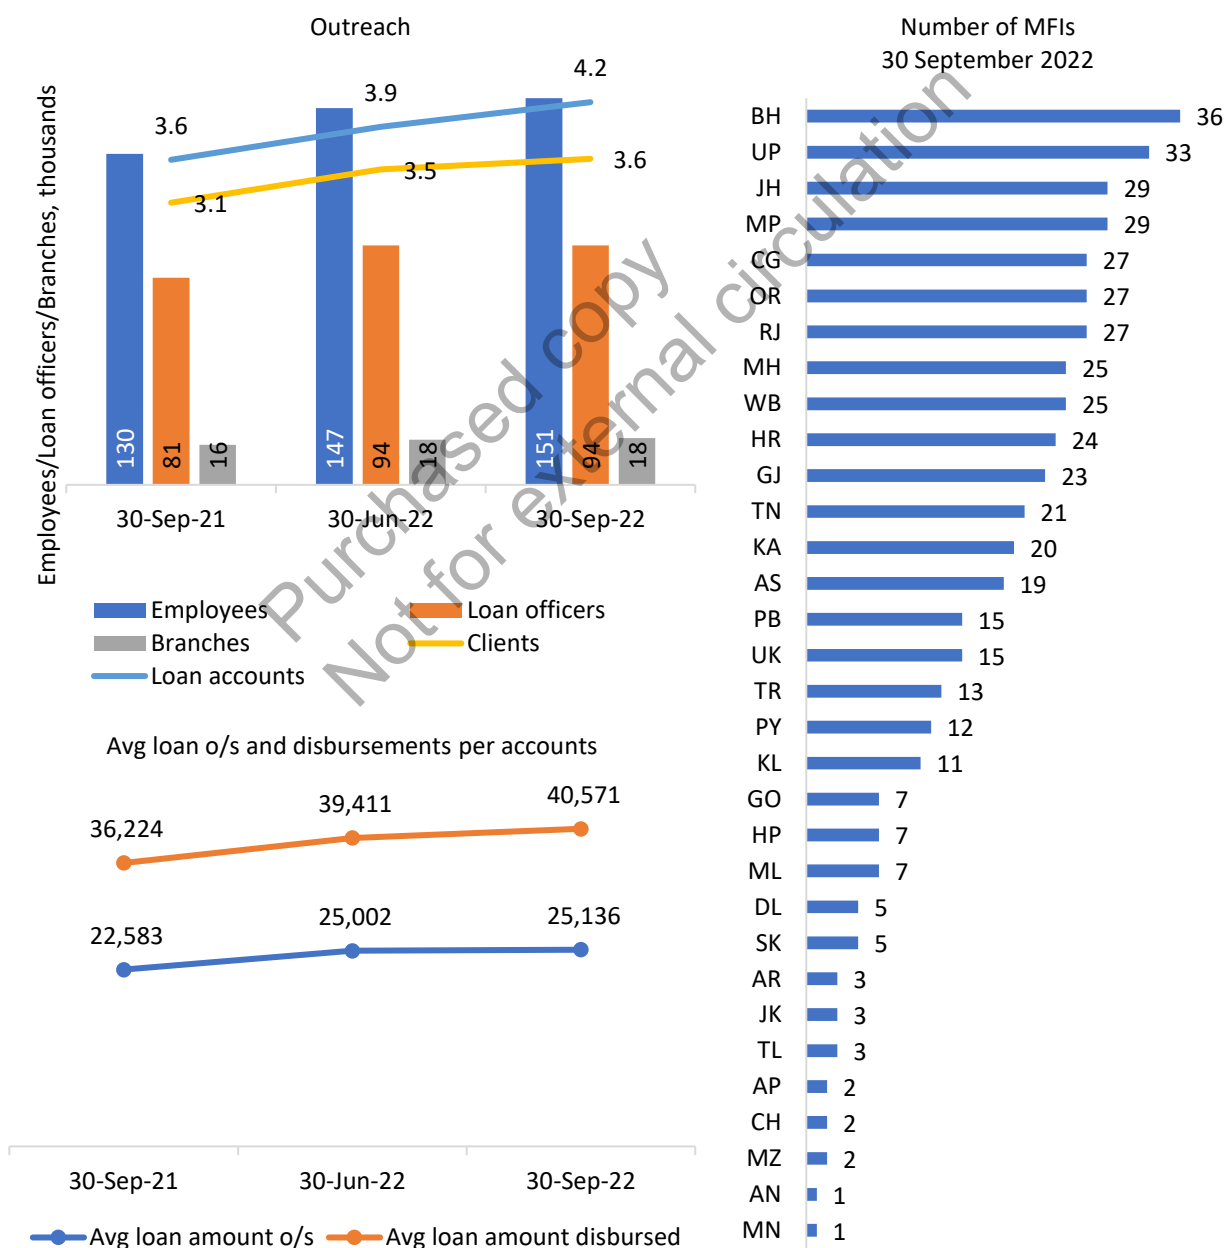 Outreach
Employees/Loan officers/Branches, thousands
3.6
3.9
4.2
3.1
3.5
3.6
130
81
16
147
94
18
151
94
18
30-Sep-21
30-Jun-22
30-Sep-22
Employees
Loan officers
Branches
Clients
Loan accounts
Avg loan o/s and disbursements per accounts
36,224
39,411
40,571
22,583
25,002
25,136
30-Sep-21
30-Jun-22
30-Sep-22
Avg loan amount o/s
Avg loan amount disbursed
Number of MFIs
30 September 2022
BH 36
UP 33
JH 29
MP 29
CG 27
OR 27
RJ 27
MH 25
WB 25
HR 24
GJ 23
TN 21
KA 20
AS 19
PB 15
UK 15
TR 13
PY 12
KL 11
GO 7
HP 7
ML 7
DL 5
SK 5
AR 3
JK 3
TL 3
AP 2
CH 2
MZ 2
AN 1
MN 1
Purchased copy
Not for external circulation